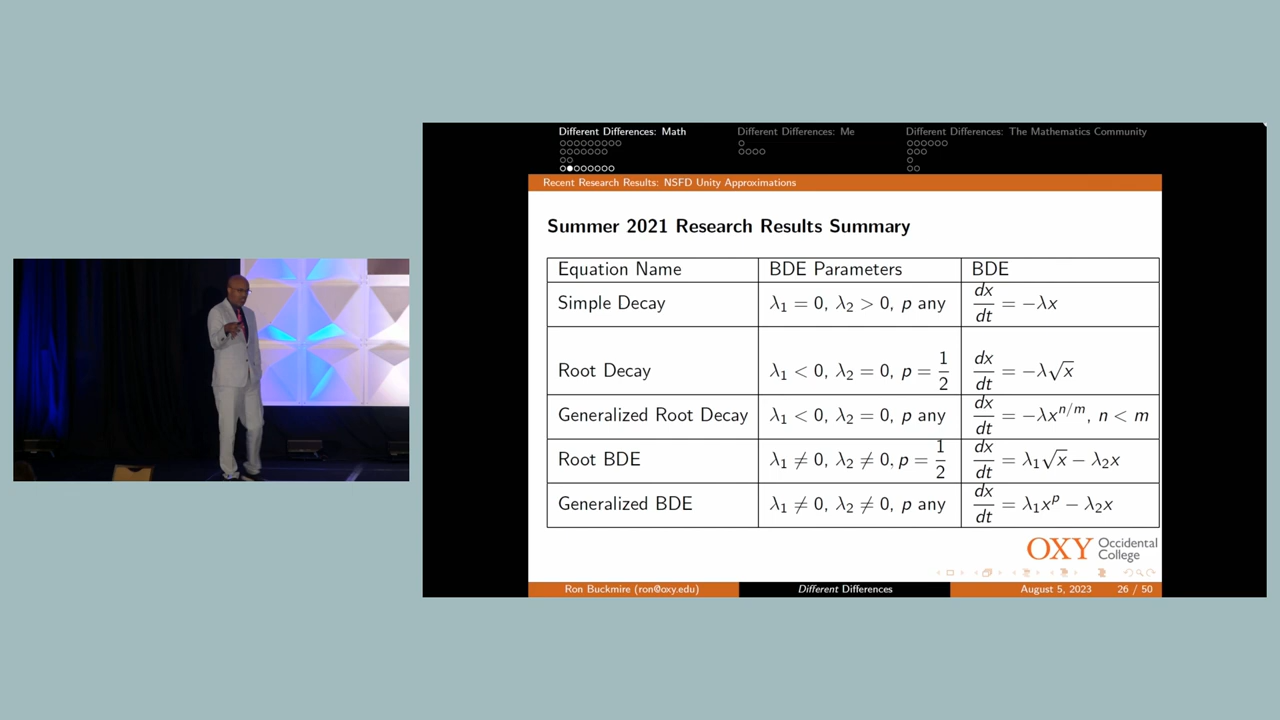 Different Differences: Math Different Differences: Me Different Differences: The Mathematics Community
Recent Research Results: NSFD Unity Approximations
Summer 2021 Research Results Summary
Equation Name BDE Parameters BDE
Simple Decay λ₁ = 0, λ₂ > 0, p any dx/dt = −λx
Root Decay λ₁ < 0, λ₂ = 0, p = 1/2 dx/dt = −λ√x
Generalized Root Decay λ₁ < 0, λ₂ = 0, p any dx/dt = −λxⁿ/ᵐ, n < m
Root BDE λ₁ ≠ 0, λ₂ ≠ 0, p = 1/2 dx/dt = λ₁√x − λ₂x
Generalized BDE λ₁ ≠ 0, λ₂ ≠ 0, p any dx/dt = λ₁xᵖ − λ₂x
OXY Occidental
College
Ron Buckmire (ron@oxy.edu) Different Differences August 5, 2023 26 / 50